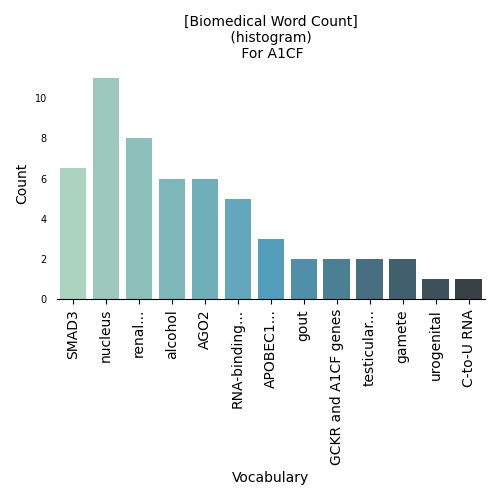 [Biomedical Word Count]
(histogram)
For A1CF
Count
10
8
6
4
2
0
SMAD3
nucleus
renal...
alcohol
AGO2
RNA-binding...
APOBEC1...
gout
GCKR and A1CF genes
testicular...
gamete
urogenital
C-to-U RNA
Vocabulary